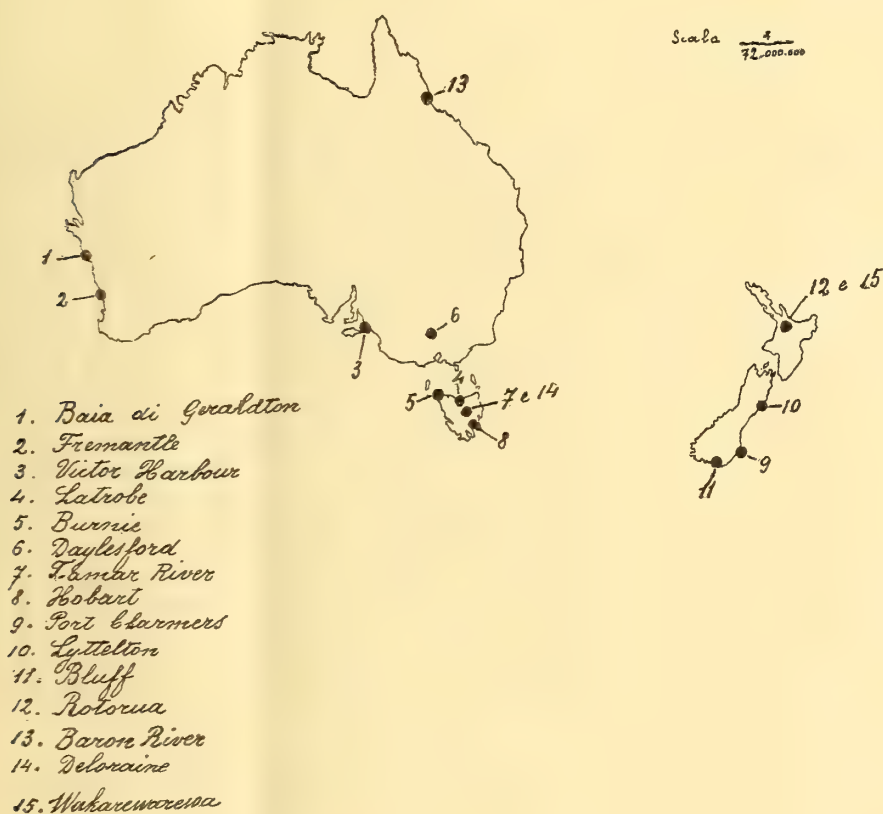 Scala 1/72.000.000
13
1
2
3
6
12 e 15
4
5
7 e 14
8
10
9
11
1. Baia di Geraldton
2. Fremantle
3. Victor Harbour
4. Latrobe
5. Burnie
6. Daylesford
7. Tamar River
8. Hobart
9. Port Charmers
10. Lyttelton
11. Bluff
12. Rotorua
13. Baron River
14. Deloraine
15. Wakarewarewa